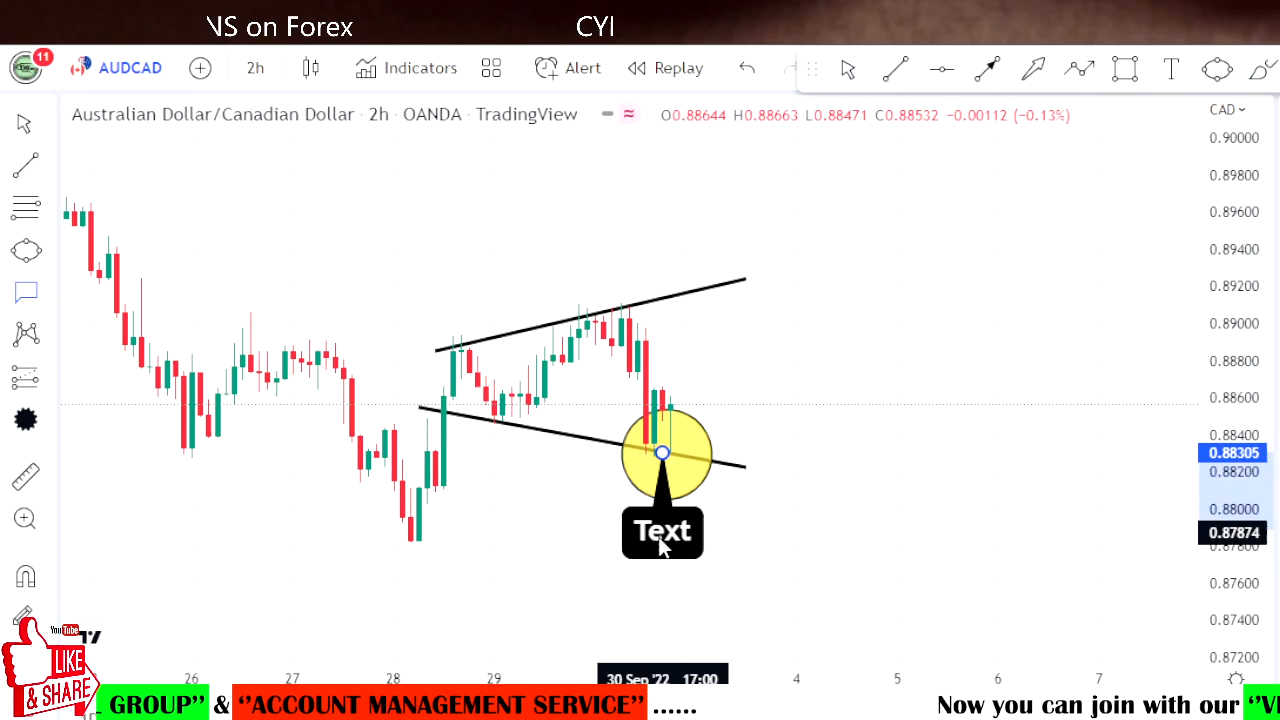 NS on Forex CYI
11 AUDCAD 2h Indicators Alert Replay
Australian Dollar/Canadian Dollar · 2h · OANDA · TradingView O0.88644 H0.88663 L0.88471 C0.88532 -0.00112 (-0.13%)
CAD
0.90000
0.89800
0.89600
0.89400
0.89200
0.89000
0.88800
0.88600
0.88400
0.88305
0.88200
0.88000
0.87874
0.87800
0.87600
0.87400
0.87200
Text
YouTube
LIKE
& SHARE
26 27 28 29 30 Sep '22 17:00 4 5 6 7
GROUP" & "ACCOUNT MANAGEMENT SERVICE" ...... Now you can join with our